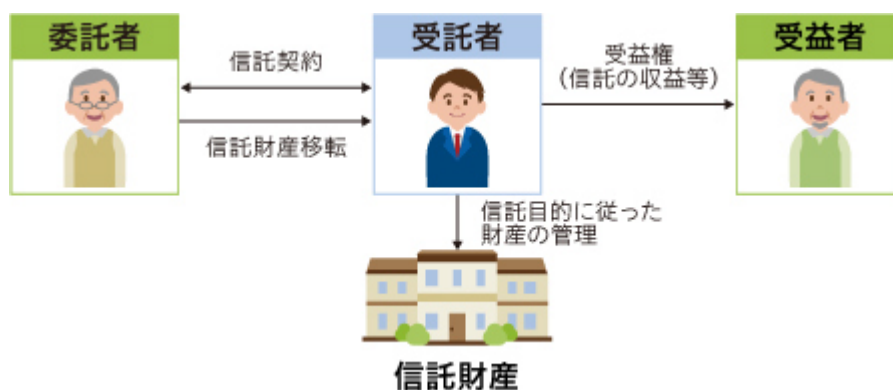 委託者
受託者
受益者
信託契約
信託財産移転
受益権
（信託の収益等）
信託目的に従った
財産の管理
信託財産